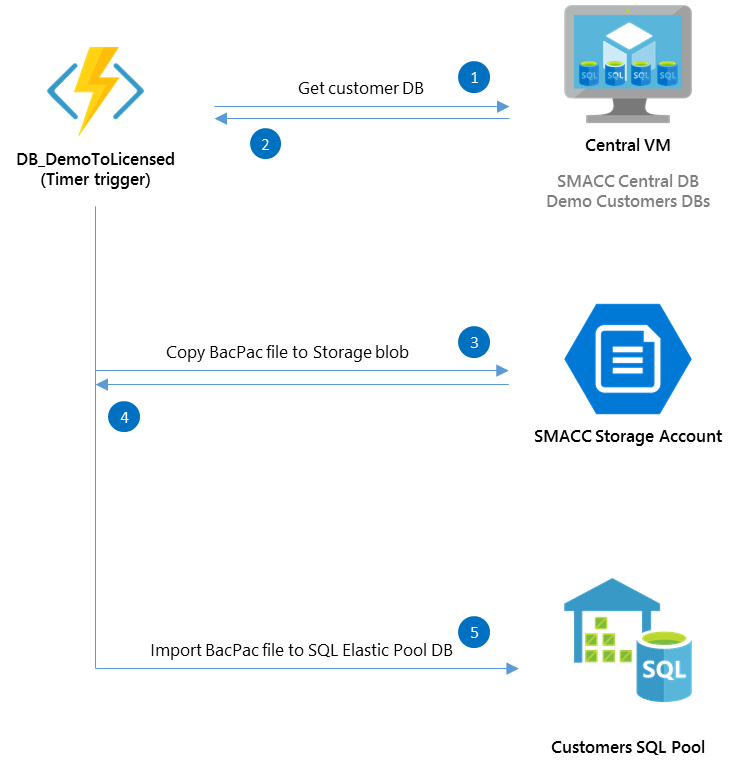 1
Get customer DB
2
DB_DemoToLicensed
(Timer trigger)
SQL SQL SQL SQL
Central VM
SMACC Central DB
Demo Customers DBs
3
Copy BacPac file to Storage blob
4
SMACC Storage Account
5
Import BacPac file to SQL Elastic Pool DB
SQL
Customers SQL Pool